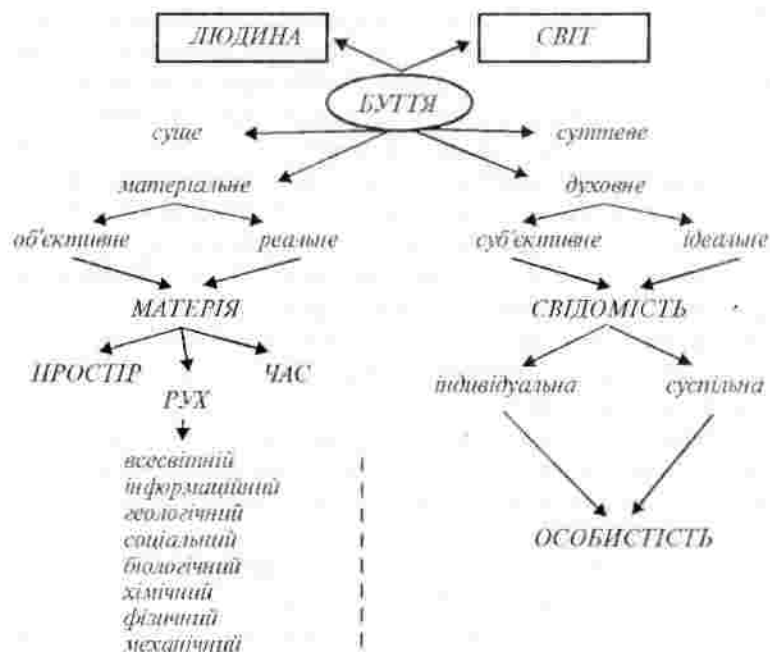 ЛЮДИНА СВІТ
БУТТЯ
суще суттєве
матеріальне духовне
об'єктивне реальне суб'єктивне ідеальне
МАТЕРІЯ СВІДОМІСТЬ
ПРОСТІР ЧАС індивідуальна суспільна
РУХ
всесвітній
інформаційний
геологічний
соціальний
біологічний
ОСОБИСТІСТЬ
хімічний
фізичний
механічний